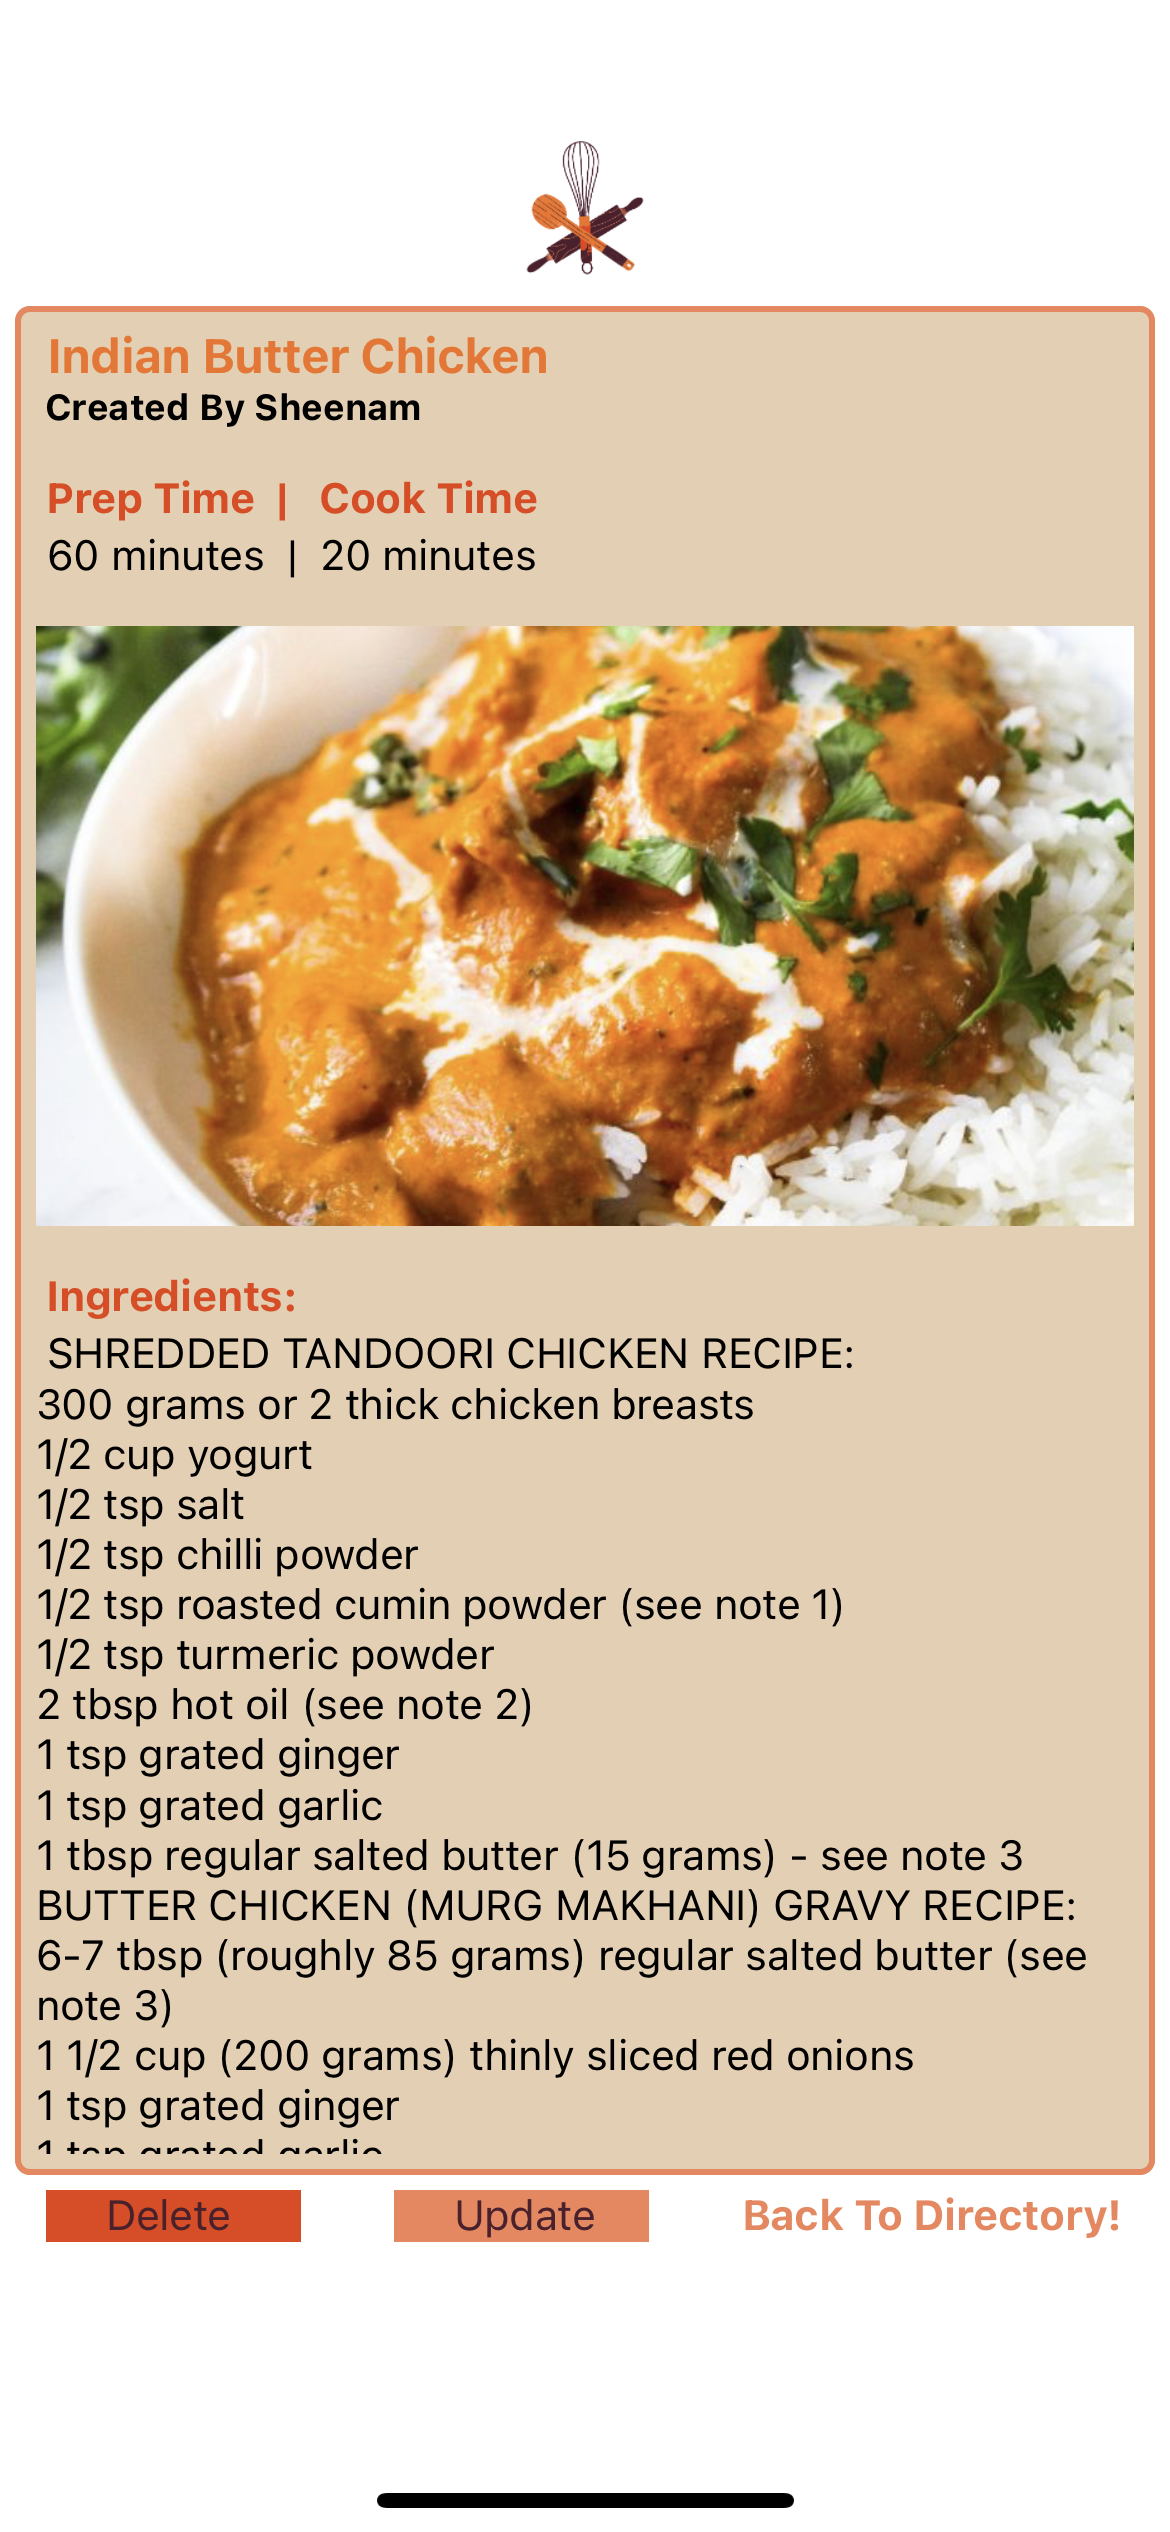 Indian Butter Chicken
Created By Sheenam
Prep Time | Cook Time
60 minutes | 20 minutes
Ingredients:
SHREDDED TANDOORI CHICKEN RECIPE:
300 grams or 2 thick chicken breasts
1/2 cup yogurt
1/2 tsp salt
1/2 tsp chilli powder
1/2 tsp roasted cumin powder (see note 1)
1/2 tsp turmeric powder
2 tbsp hot oil (see note 2)
1 tsp grated ginger
1 tsp grated garlic
1 tbsp regular salted butter (15 grams) - see note 3
BUTTER CHICKEN (MURG MAKHANI) GRAVY RECIPE:
6-7 tbsp (roughly 85 grams) regular salted butter (see
note 3)
1 1/2 cup (200 grams) thinly sliced red onions
1 tsp grated ginger
1 tsp grated garlic
Delete
Update
Back To Directory!